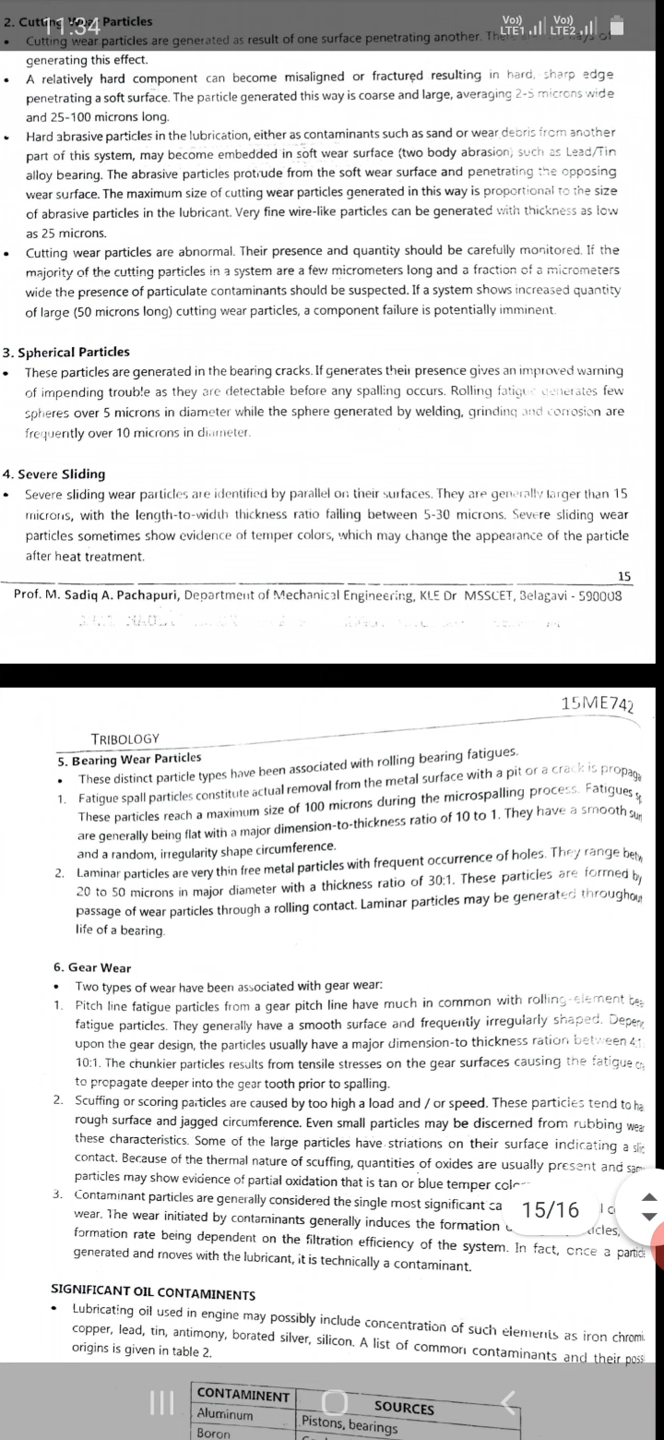 2. Cutting Wear Particles
11:34
Vo)) LTE1 Vo)) LTE2
• Cutting wear particles are generated as result of one surface penetrating another. There are two ways of
generating this effect.
• A relatively hard component can become misaligned or fractured resulting in hard, sharp edge
penetrating a soft surface. The particle generated this way is coarse and large, averaging 2-5 microns wide
and 25-100 microns long.
• Hard abrasive particles in the lubrication, either as contaminants such as sand or wear debris from another
part of this system, may become embedded in soft wear surface (two body abrasion) such as Lead/Tin
alloy bearing. The abrasive particles protrude from the soft wear surface and penetrating the opposing
wear surface. The maximum size of cutting wear particles generated in this way is proportional to the size
of abrasive particles in the lubricant. Very fine wire-like particles can be generated with thickness as low
as 25 microns.
• Cutting wear particles are abnormal. Their presence and quantity should be carefully monitored. If the
majority of the cutting particles in a system are a few micrometers long and a fraction of a micrometers
wide the presence of particulate contaminants should be suspected. If a system shows increased quantity
of large (50 microns long) cutting wear particles, a component failure is potentially imminent.
3. Spherical Particles
• These particles are generated in the bearing cracks. If generates their presence gives an improved warning
of impending trouble as they are detectable before any spalling occurs. Rolling fatigue generates few
spheres over 5 microns in diameter while the sphere generated by welding, grinding and corrosion are
frequently over 10 microns in diameter.
4. Severe Sliding
• Severe sliding wear particles are identified by parallel on their surfaces. They are generally larger than 15
microns, with the length-to-width thickness ratio falling between 5-30 microns. Severe sliding wear
particles sometimes show evidence of temper colors, which may change the appearance of the particle
after heat treatment.
15
Prof. M. Sadiq A. Pachapuri, Department of Mechanical Engineering, KLE Dr MSSCET, Belagavi - 590008
15ME742
TRIBOLOGY
5. Bearing Wear Particles
• These distinct particle types have been associated with rolling bearing fatigues.
1. Fatigue spall particles constitute actual removal from the metal surface with a pit or a crack is propaga
These particles reach a maximum size of 100 microns during the microspalling process. Fatigues
are generally being flat with a major dimension-to-thickness ratio of 10 to 1. They have a smooth sur
and a random, irregularity shape circumference.
2. Laminar particles are very thin free metal particles with frequent occurrence of holes. They range betw
20 to 50 microns in major diameter with a thickness ratio of 30:1. These particles are formed by
passage of wear particles through a rolling contact. Laminar particles may be generated throughou
life of a bearing.
6. Gear Wear
• Two types of wear have been associated with gear wear:
1. Pitch line fatigue particles from a gear pitch line have much in common with rolling-element bea
fatigue particles. They generally have a smooth surface and frequently irregularly shaped. Depen
upon the gear design, the particles usually have a major dimension-to thickness ration between 4:1
10:1. The chunkier particles results from tensile stresses on the gear surfaces causing the fatigue c
to propagate deeper into the gear tooth prior to spalling.
2. Scuffing or scoring particles are caused by too high a load and / or speed. These particles tend to ha
rough surface and jagged circumference. Even small particles may be discerned from rubbing wea
these characteristics. Some of the large particles have striations on their surface indicating a slid
contact. Because of the thermal nature of scuffing, quantities of oxides are usually present and sam
particles may show evidence of partial oxidation that is tan or blue temper colo
3. Contaminant particles are generally considered the single most significant ca
wear. The wear initiated by contaminants generally induces the formation icles,
formation rate being dependent on the filtration efficiency of the system. In fact, once a particl
generated and moves with the lubricant, it is technically a contaminant.
15/16
SIGNIFICANT OIL CONTAMINENTS
• Lubricating oil used in engine may possibly include concentration of such elements as iron chromi
copper, lead, tin, antimony, borated silver, silicon. A list of common contaminants and their poss
origins is given in table 2.
CONTAMINENT SOURCES
Aluminum Pistons, bearings
Boron